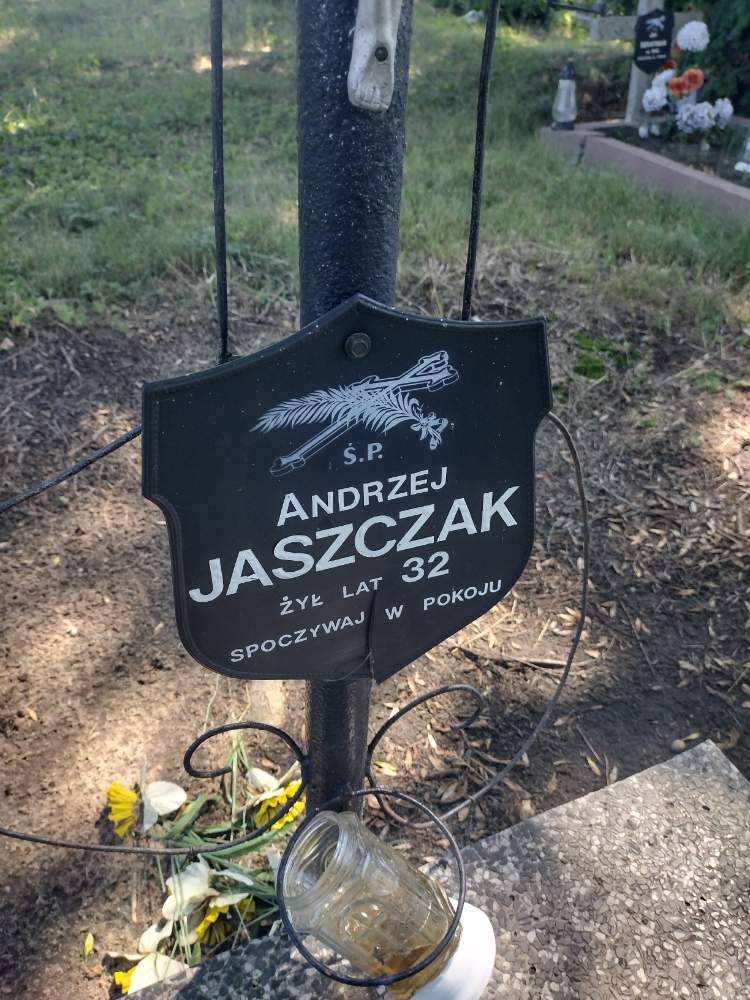 Ś.P.
ANDRZEJ
JASZCZAK
ŻYŁ LAT 32
SPOCZYWAJ W POKOJU